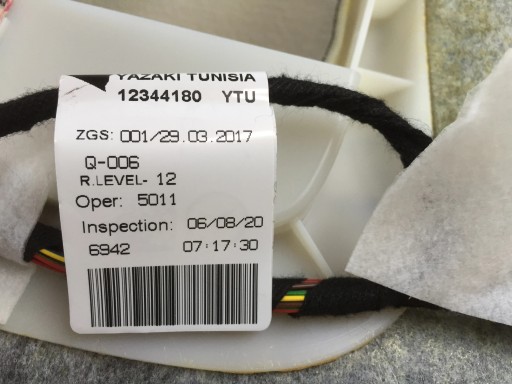 YAZAKI TUNISIA
12344180 YTU
ZGS: 001/29.03.2017
Q-006
R.LEVEL- 12
Oper: 5011
Inspection: 06/08/20
6942 07:17:30